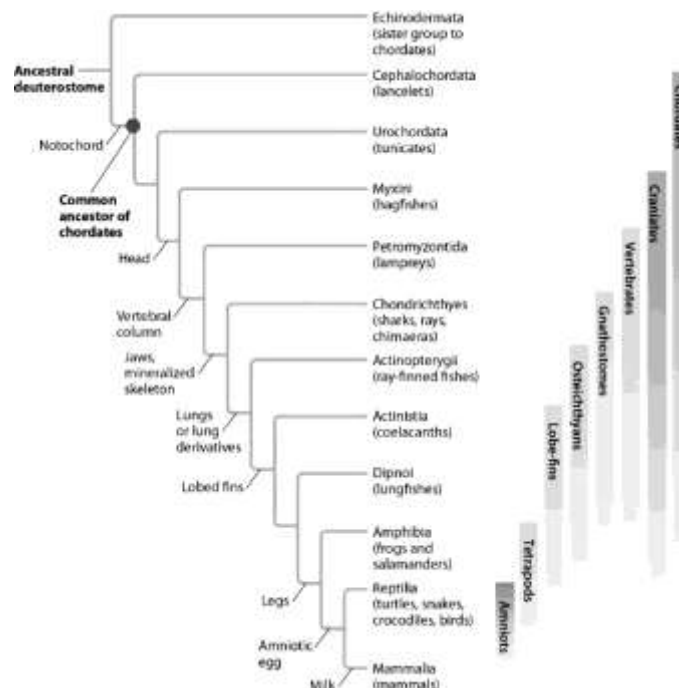 Echinodermata
(sister group to
chordates)
Ancestral
deuterostome
Cephalochordata
(lancelets)
Notochord
Urochordata
(tunicates)
Common
ancestor of
chordates
Myxini
(hagfishes)
Head
Petromyzontida
(lampreys)
Vertebral
column
Chondrichthyes
(sharks, rays,
chimaeras)
Jaws,
mineralized
skeleton
Actinopterygii
(ray-finned fishes)
Lungs
or lung
derivatives
Actinistia
(coelacanths)
Lobed fins
Dipnoi
(lungfishes)
Amphibia
(frogs and
salamanders)
Legs
Reptilia
(turtles, snakes,
crocodiles, birds)
Amniotic
egg
Milk
Mammalia
(mammals)
Amniots
Tetrapods
Lobe-fins
Osteichthyans
Gnathostomes
Vertebrates
Craniates
Chordates